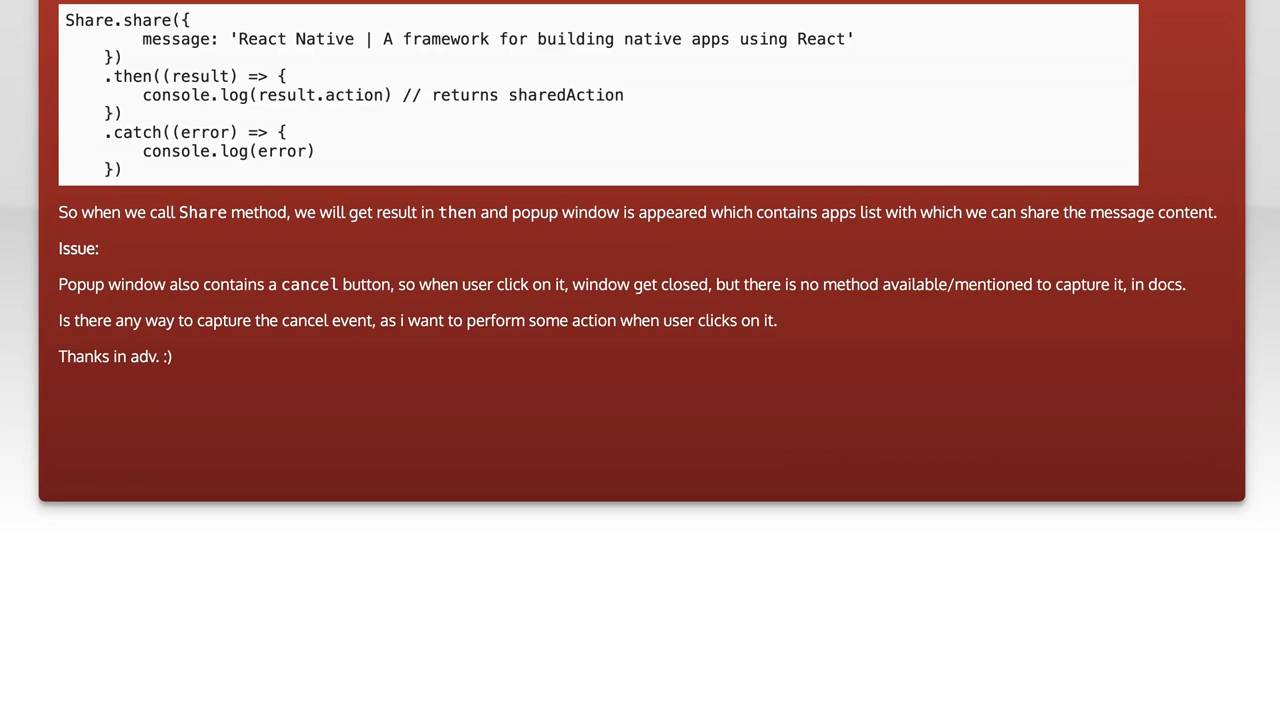 Share.share({
        message: 'React Native | A framework for building native apps using React'
    })
    .then((result) => {
        console.log(result.action) // returns sharedAction
    })
    .catch((error) => {
        console.log(error)
    })
So when we call Share method, we will get result in then and popup window is appeared which contains apps list with which we can share the message content.
Issue:
Popup window also contains a cancel button, so when user click on it, window get closed, but there is no method available/mentioned to capture it, in docs.
Is there any way to capture the cancel event, as i want to perform some action when user clicks on it.
Thanks in adv. :)